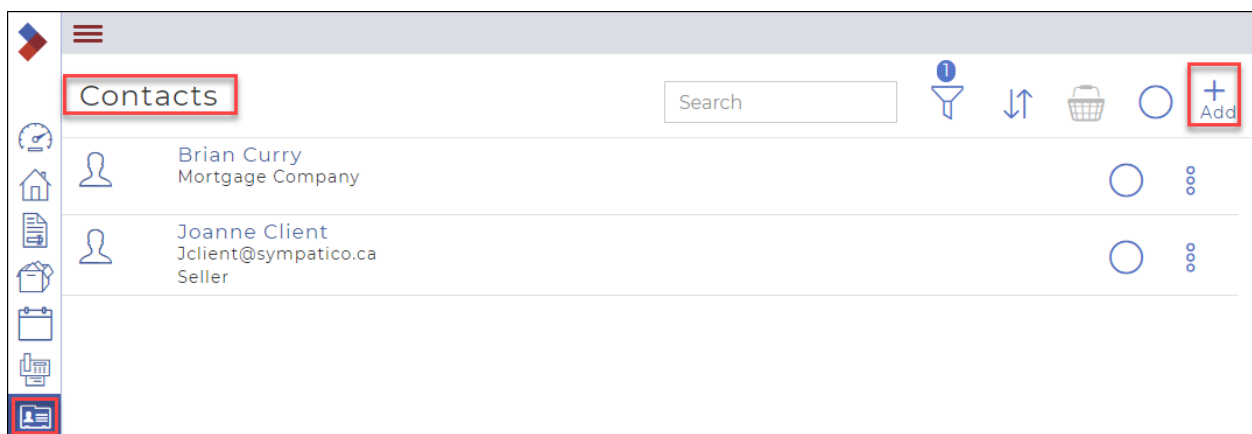 1
Contacts
Search
Add
Brian Curry
Mortgage Company
Joanne Client
Jclient@sympatico.ca
Seller